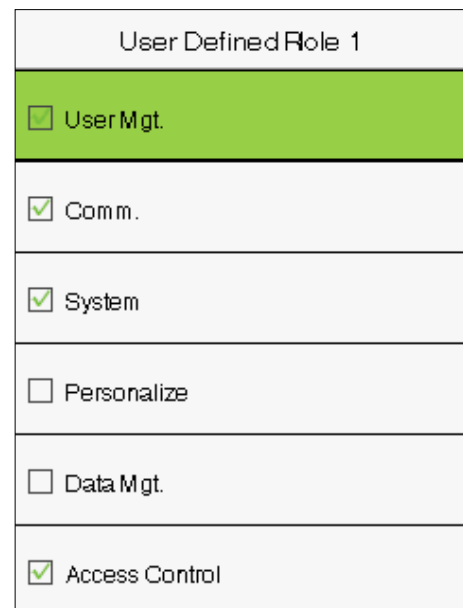 User Defined Role 1
User Mgt.
Comm.
System
Personalize
Data Mgt.
Access Control